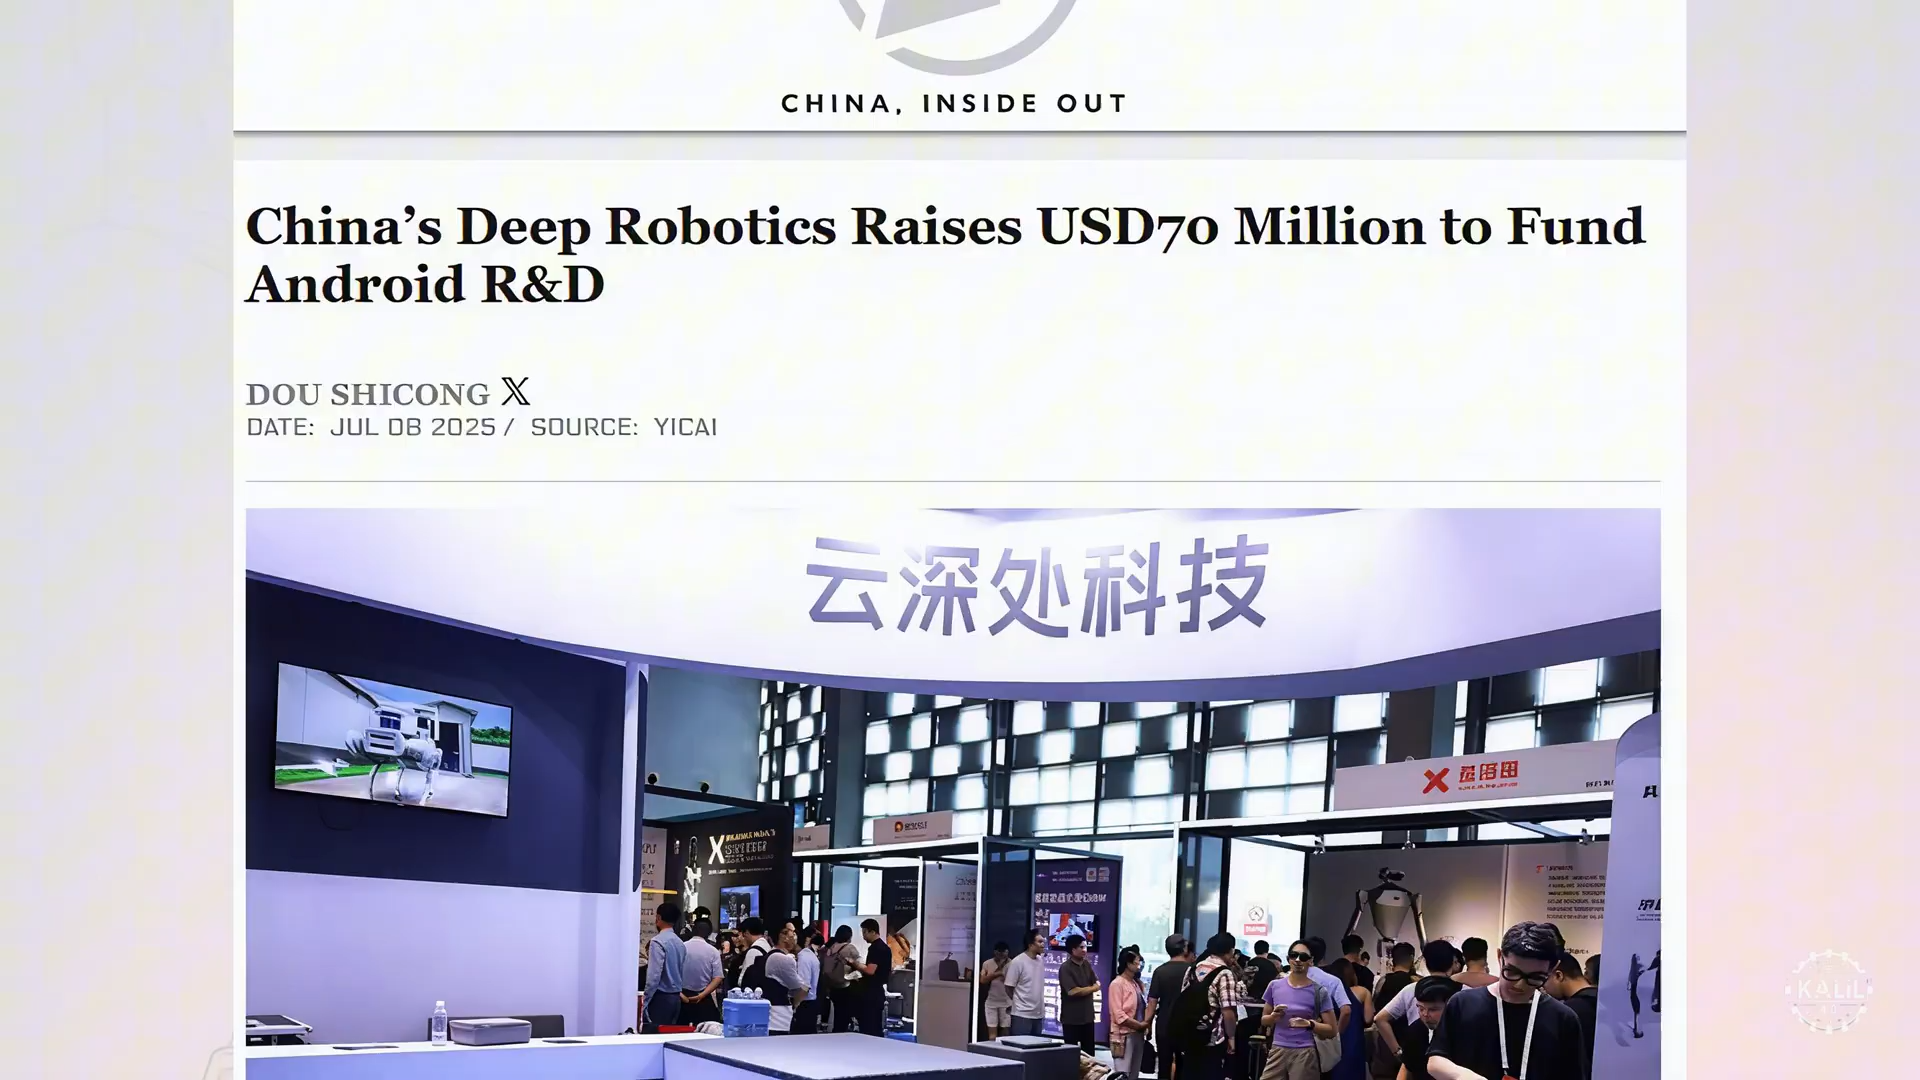 CHINA, INSIDE OUT
China’s Deep Robotics Raises USD70 Million to Fund
Android R&D
DOU SHICONG 𝕏
DATE: JUL 08 2025 / SOURCE: YICAI
云深处科技
KALIL